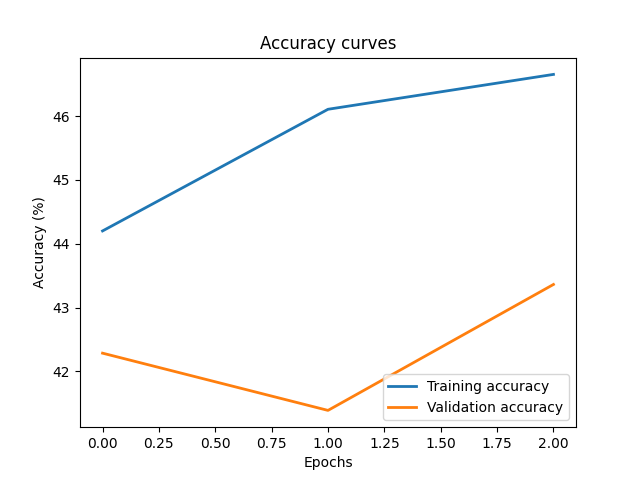 Accuracy curves
Accuracy (%)
46
45
44
43
42
Training accuracy
Validation accuracy
0.00 0.25 0.50 0.75 1.00 1.25 1.50 1.75 2.00
Epochs